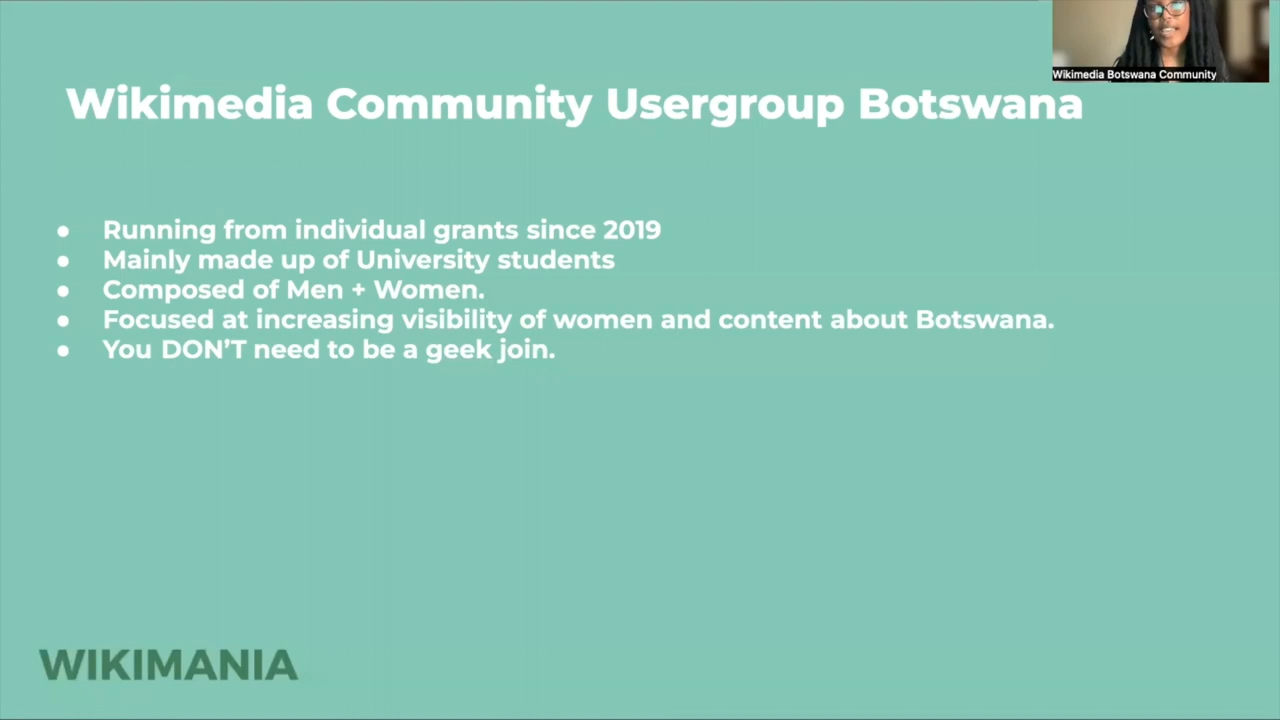 Wikimedia Botswana Community
Wikimedia Community Usergroup Botswana
● Running from individual grants since 2019
● Mainly made up of University students
● Composed of Men + Women.
● Focused at increasing visibility of women and content about Botswana.
● You DON’T need to be a geek join.
WIKIMANIA